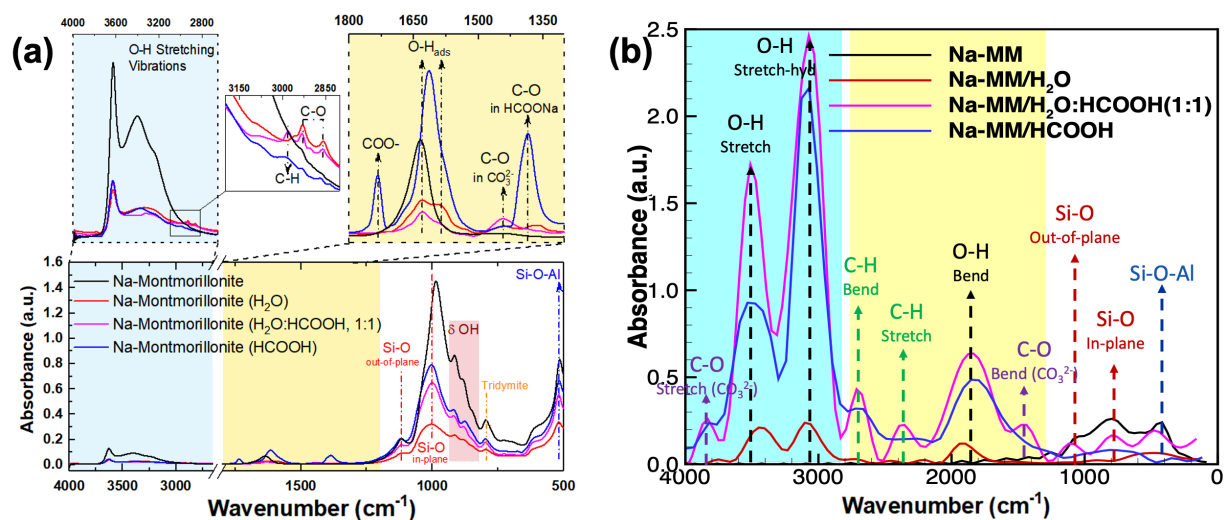 (a)
4000 3600 3200 2800
O-H Stretching
Vibrations
3150 3000 2850
C-O
C-H
1800 1650 1500 1350
O-Hads
COO-
C-O
in HCOONa
C-O
in CO₃²⁻
Absorbance (a.u.)
1.6
1.4
1.2
1.0
0.8
0.6
0.4
0.2
0.0
Na-Montmorillonite
Na-Montmorillonite (H₂O)
Na-Montmorillonite (H₂O:HCOOH, 1:1)
Na-Montmorillonite (HCOOH)
Si-O
out-of-plane
Si-O
in-plane
δ OH
Tridymite
Si-O-Al
4000 3500 3000 1500 1000 500
Wavenumber (cm⁻¹)
(b)
Absorbance (a.u.)
2.5
2.0
1.5
1.0
0.5
0.0
O-H
Stretch-hyd
O-H
Stretch
Na-MM
Na-MM/H₂O
Na-MM/H₂O:HCOOH(1:1)
Na-MM/HCOOH
C-O
Stretch (CO₃²⁻)
C-H
Bend
C-H
Stretch
O-H
Bend
C-O
Bend (CO₃²⁻)
Si-O
Out-of-plane
Si-O
In-plane
Si-O-Al
4000 3000 2000 1000 0
Wavenumber (cm⁻¹)